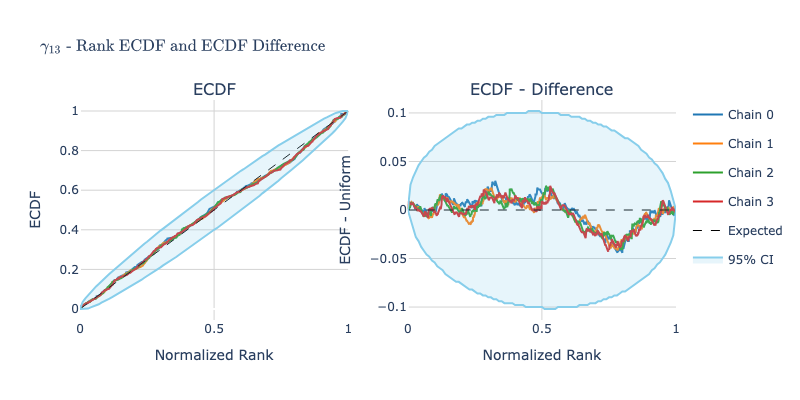 γ₁₃ - Rank ECDF and ECDF Difference
ECDF
ECDF - Difference
ECDF
1
0.8
0.6
0.4
0.2
0
0
0.5
1
Normalized Rank
ECDF - Uniform
0.1
0.05
0
−0.05
−0.1
0
0.5
1
Normalized Rank
Chain 0
Chain 1
Chain 2
Chain 3
Expected
95% CI